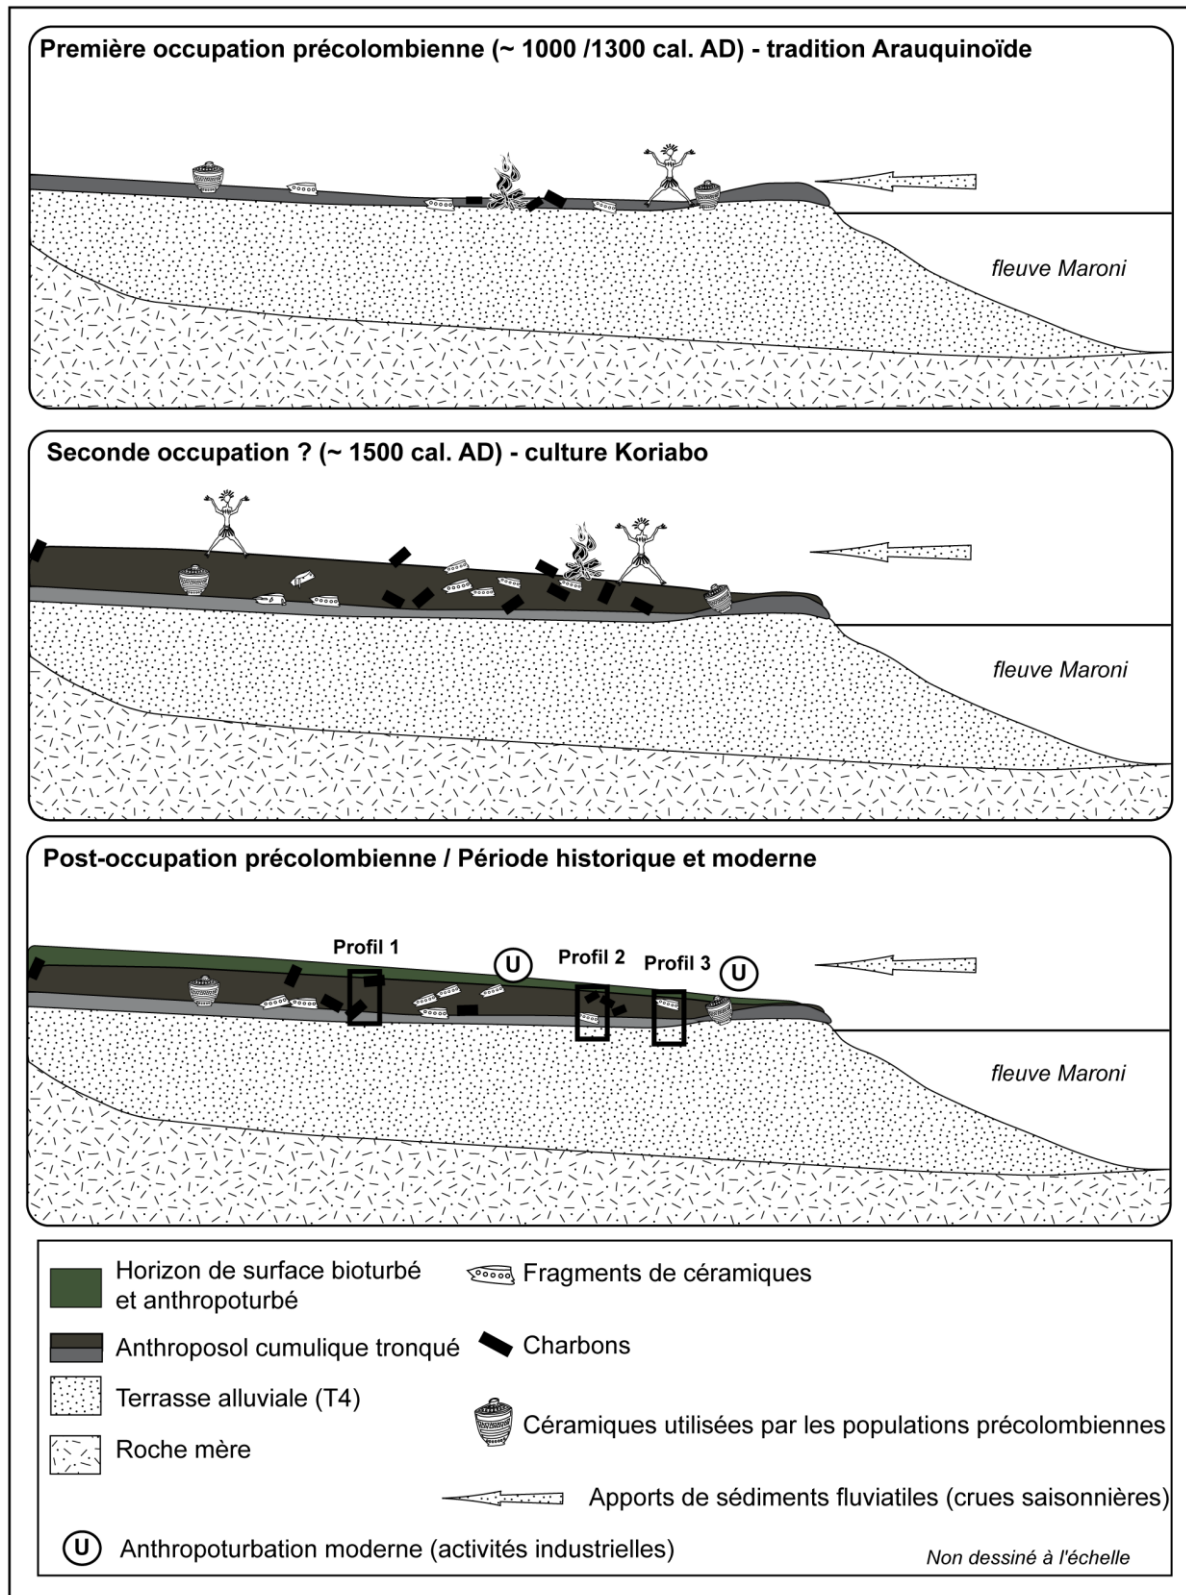 Première occupation précolombienne (~ 1000 /1300 cal. AD) - tradition Arauquinoïde
fleuve Maroni
Seconde occupation ? (~ 1500 cal. AD) - culture Koriabo
fleuve Maroni
Post-occupation précolombienne / Période historique et moderne
Profil 1
U
Profil 2
Profil 3
U
fleuve Maroni
Horizon de surface bioturbé
et anthropoturbé
Fragments de céramiques
Anthroposol cumulique tronqué
Charbons
Terrasse alluviale (T4)
Céramiques utilisées par les populations précolombiennes
Roche mère
Apports de sédiments fluviatiles (crues saisonnières)
U
Anthropoturbation moderne (activités industrielles)
Non dessiné à l'échelle